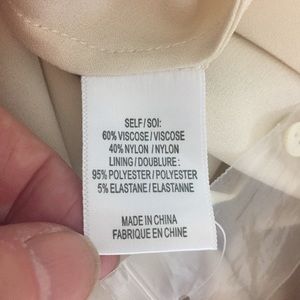 SELF / SOI:
60% VISCOSE / VISCOSE
40% NYLON / NYLON
LINING / DOUBLURE :
95% POLYESTER / POLYESTER
5% ELASTANE / ELASTANNE
MADE IN CHINA
FABRIQUE EN CHINE